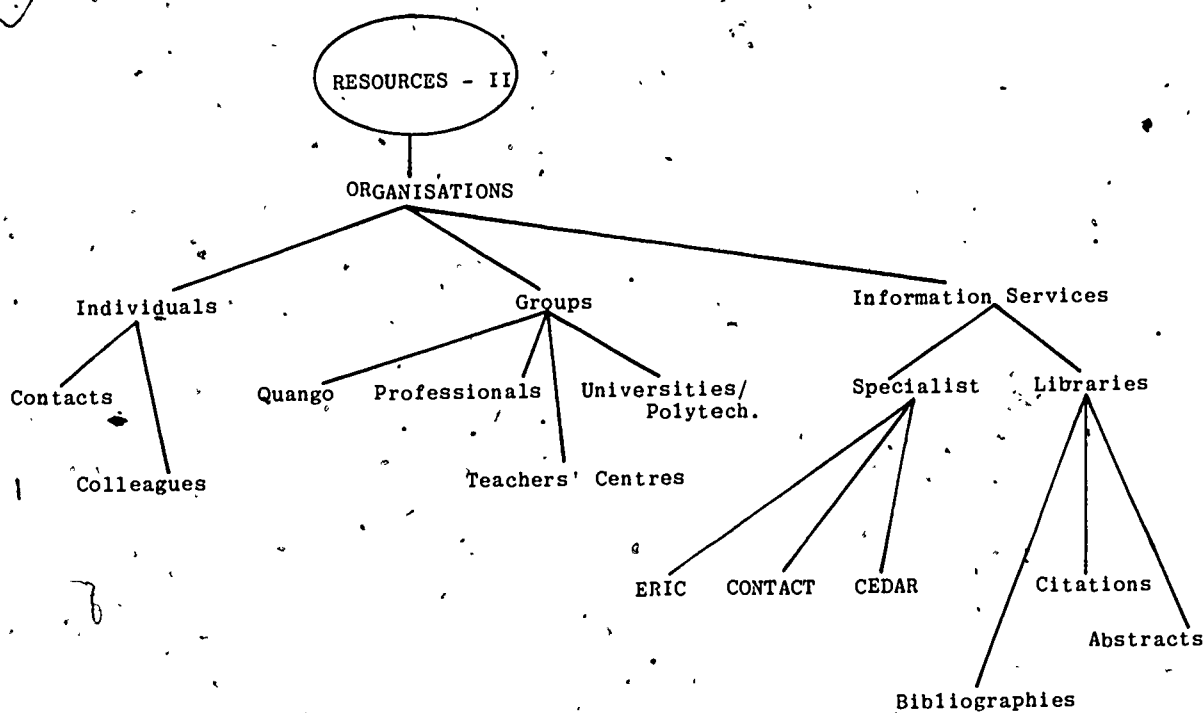 RESOURCES - II
ORGANISATIONS
Individuals
Groups
Information Services
Contacts
Quango
Professionals
Universities/
Polytech.
Specialist
Libraries
Colleagues
Teachers' Centres
ERIC
CONTACT
CEDAR
Citations
Abstracts
Bibliographies